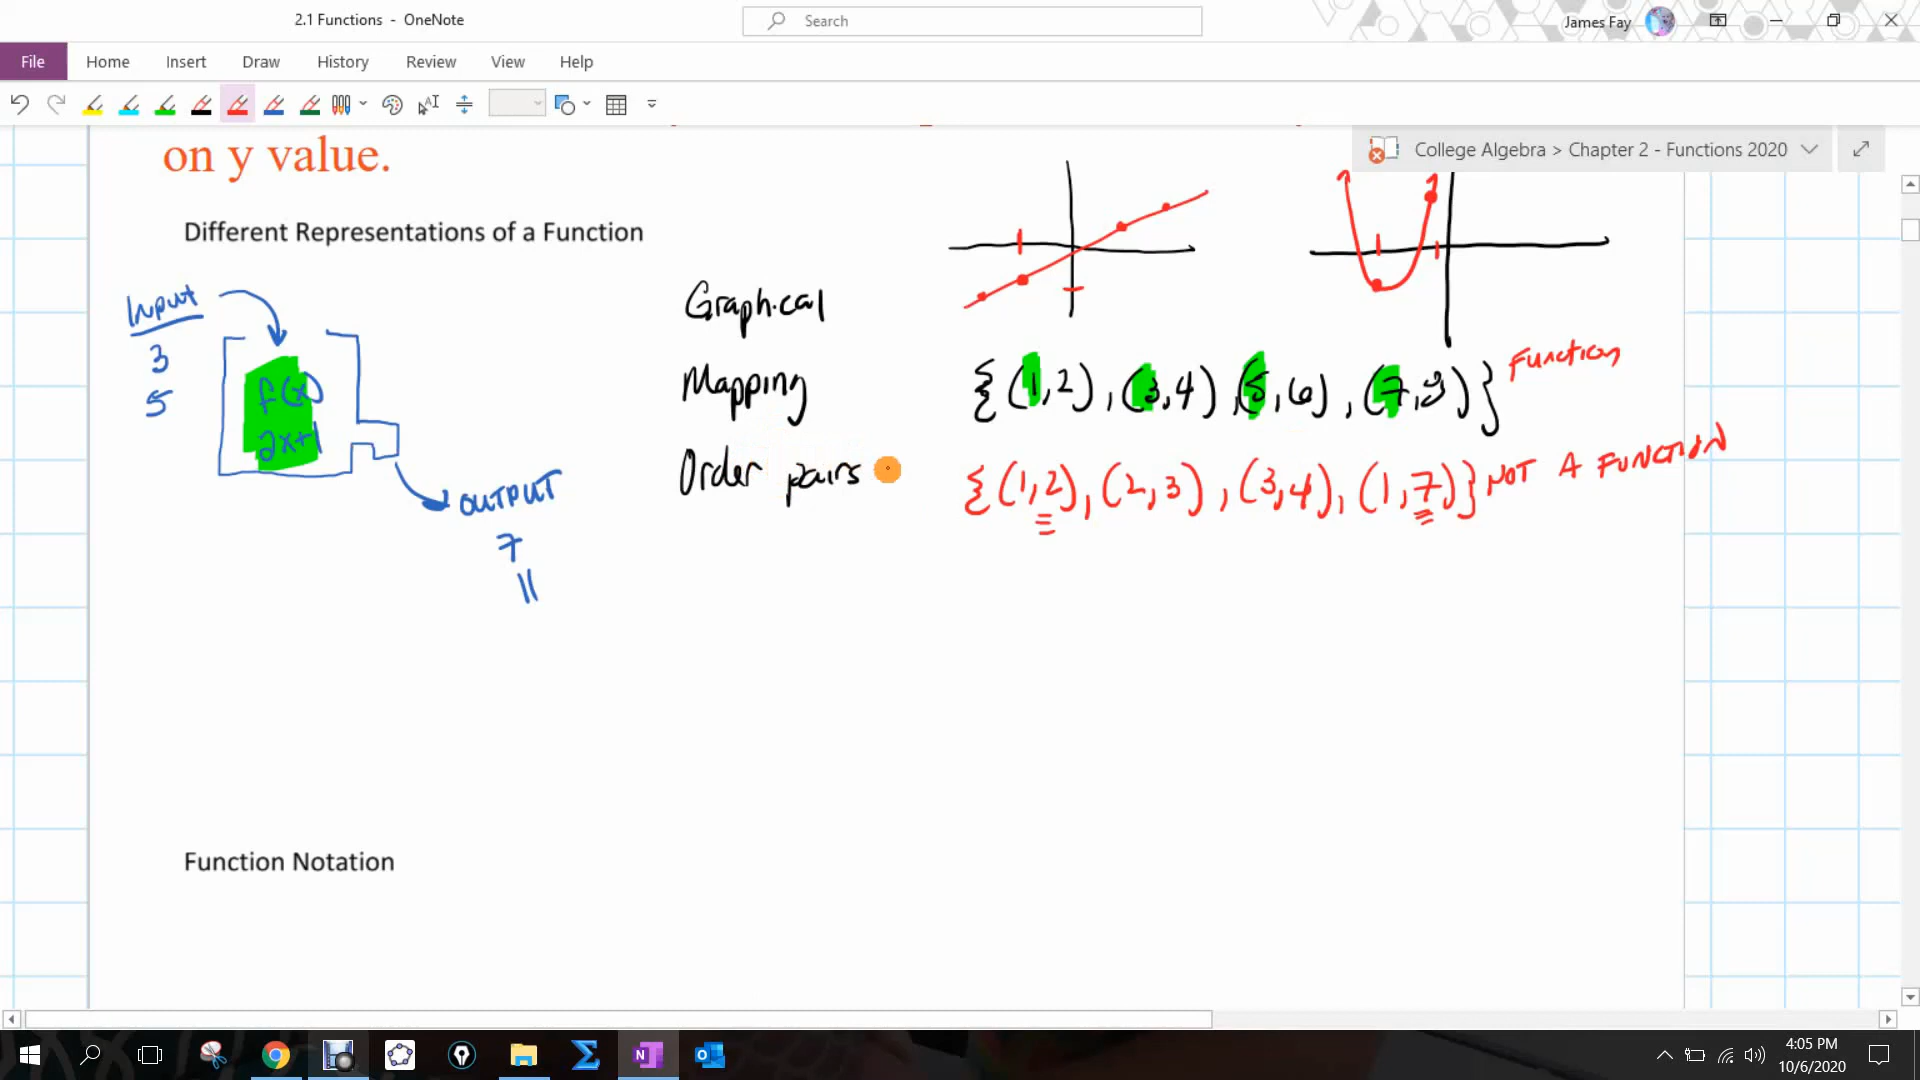 2.1 Functions - OneNote
Search
James Fay
File Home Insert Draw History Review View Help
College Algebra > Chapter 2 - Functions 2020
on y value.
Different Representations of a Function
Input
3
5
f(x)
2x+1
OUTPUT
7
11
Graphical
Mapping
{(1,2), (3,4), (5,6), (7,8)} Function
Order pairs
{(1,2), (2,3), (3,4), (1,7)} NOT A FUNCTION
Function Notation
4:05 PM
10/6/2020